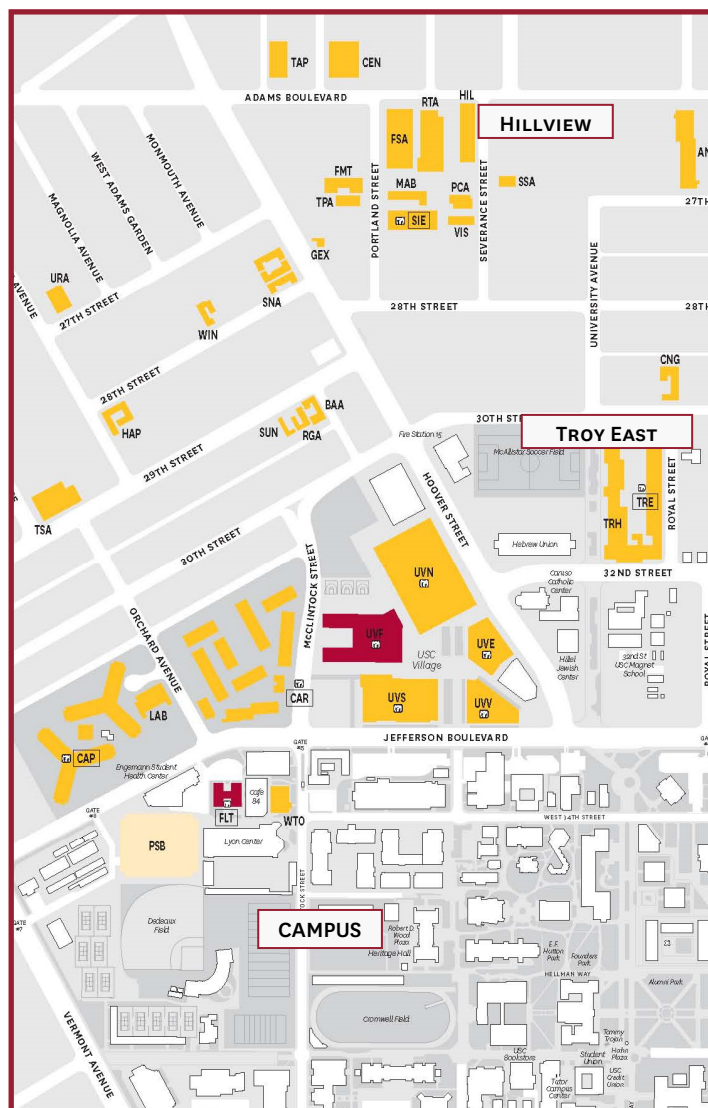 TAP
CEN
ADAMS BOULEVARD
RTA
HIL
HILLVIEW
FSA
AN
MONMOUTH AVENUE
WEST ADAMS GARDEN
MAGNOLIA AVENUE
AVENUE
FMT
TPA
MAB
PCA
SSA
SIE
VIS
27TH
PORTLAND STREET
SEVERANCE STREET
UNIVERSITY AVENUE
GEX
URA
SNA
27TH STREET
WIN
28TH STREET
28TH
28TH STREET
CNG
HAP
BAA
SUN
RGA
29TH STREET
30TH STR
TROY EAST
Fire Station 15
McAllister Soccer Field
HOOVER STREET
TSA
TRE
TRH
ROYAL STREET
30TH STREET
McCLINTOCK STREET
UVN
Hebrew Union
32ND STREET
Caruso
Catholic
Center
ORCHARD AVENUE
UVF
UVE
USC
Village
Hillel
Jewish
Center
32nd St
USC Magnet
School
ROYAL STREET
CAR
UVS
UVV
LAB
CAP
JEFFERSON BOULEVARD
GATE
#5
Engemann Student
Health Center
FLT
Cafe
84
WTO
GATE
#6
WEST 34TH STREET
PSB
Lyon Center
GATE
#7
Dedeaux
Field
CAMPUS
Robert D.
Wood
Plaza
Heritage Hall
E.F.
Hutton
Park
Founders
Park
HELLMAN WAY
Alumni Park
VERMONT AVENUE
Cromwell Field
USC
Bookstore
Tommy
Trojan
Hahn
Plaza
Student
Union
Tutor
Campus
Center
USC
Credit
Union